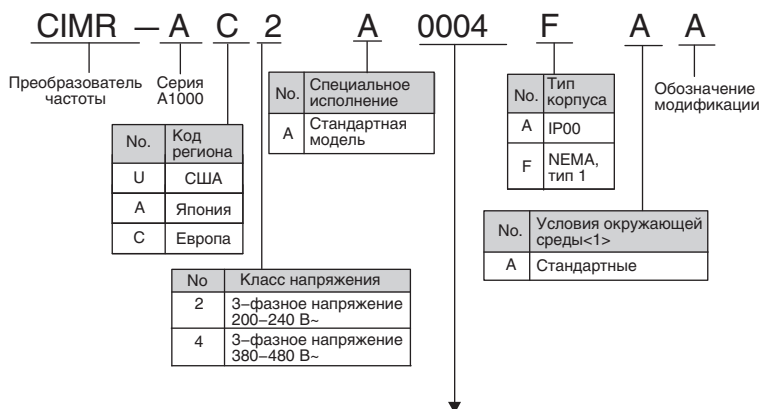 CIMR – A C 2 A 0004 F A A
Преобразователь
частоты
Серия
A1000
No. Специальное
исполнение
A Стандартная
модель
No. Тип
корпуса
A IP00
F NEMA,
тип 1
Обозначение
модификации
No. Код
региона
U США
A Япония
C Европа
No. Условия окружающей
среды<1>
A Стандартные
No Класс напряжения
2 3–фазное напряжение
200–240 В~
4 3–фазное напряжение
380–480 В~